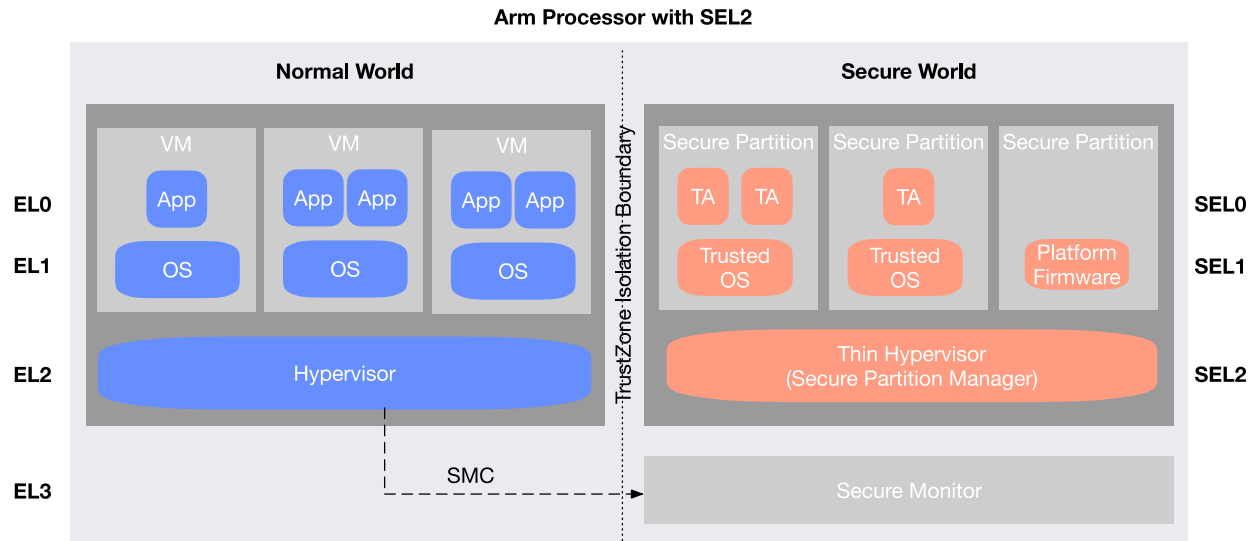 Arm Processor with SEL2
Normal World
Secure World
VM
VM
VM
Secure Partition
Secure Partition
Secure Partition
EL0
App
App
App
App
App
TA
TA
TA
SEL0
EL1
OS
OS
OS
Trusted
OS
Trusted
OS
Platform
Firmware
SEL1
TrustZone Isolation Boundary
EL2
Hypervisor
Thin Hypervisor
(Secure Partition Manager)
SEL2
EL3
SMC
Secure Monitor